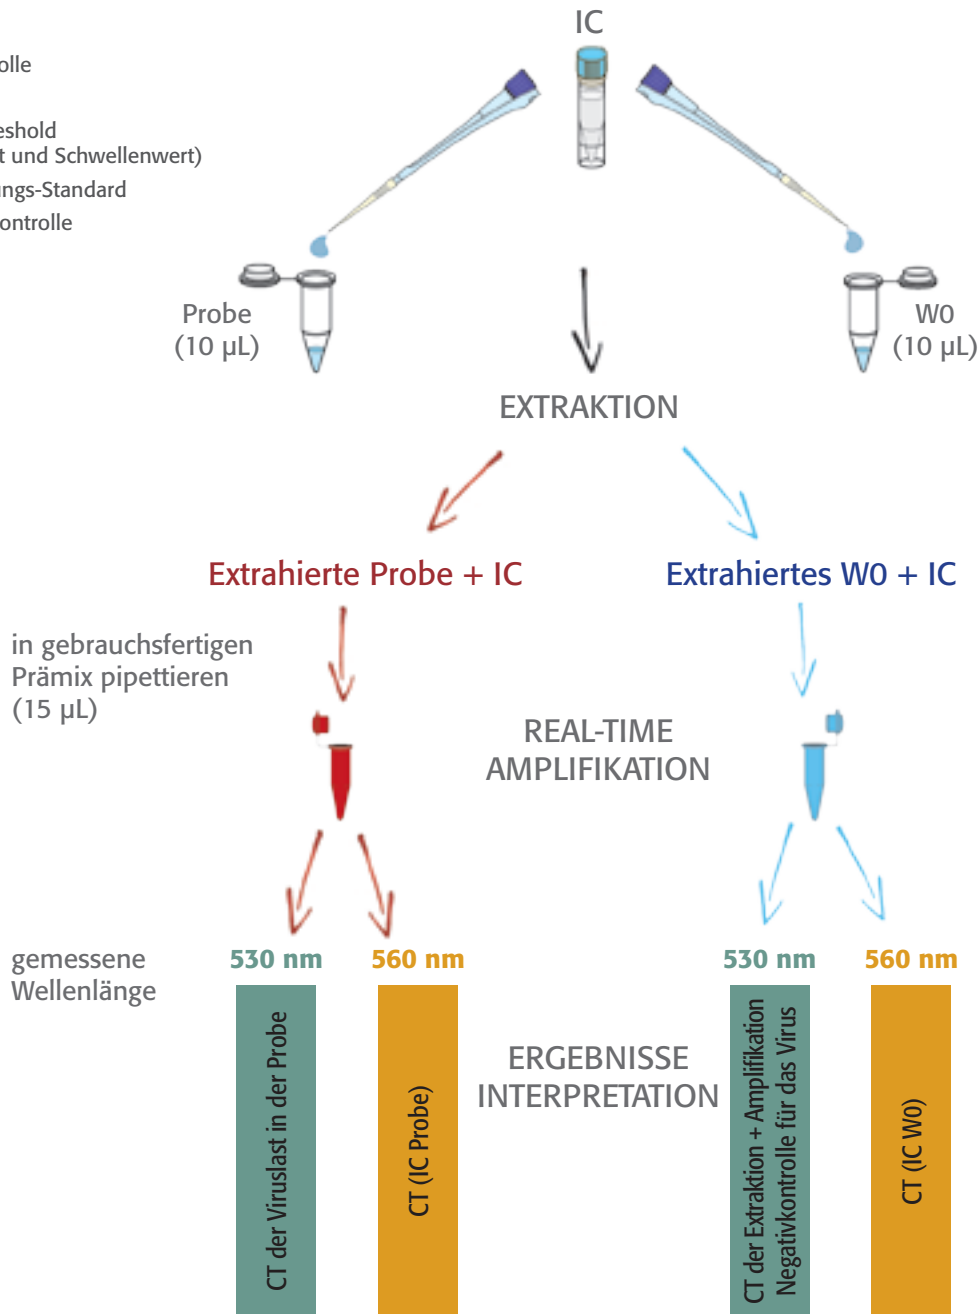 IC
olle
eshold
t und Schwellenwert)
ungs-Standard
ontrolle
Probe
(10 µL)
W0
(10 µL)
EXTRAKTION
Extrahierte Probe + IC
Extrahiertes W0 + IC
in gebrauchsfertigen
Prämix pipettieren
(15 µL)
REAL-TIME
AMPLIFIKATION
gemessene
Wellenlänge
530 nm
560 nm
530 nm
560 nm
ERGEBNISSE
INTERPRETATION
CT der Viruslast in der Probe
CT (IC Probe)
CT der Extraktion + Amplifikation
Negativkontrolle für das Virus
CT (IC W0)